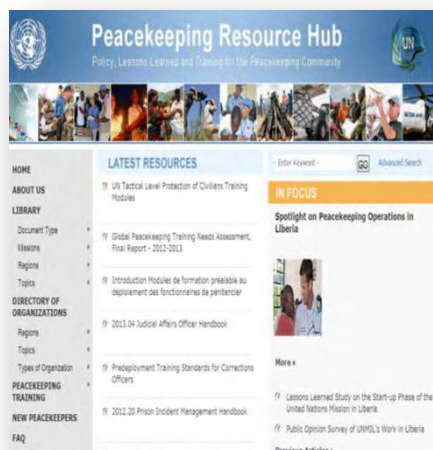 Peacekeeping Resource Hub
UN
Policy, Lessons Learned and Training for the Peacekeeping Community
HOME
ABOUT US
LIBRARY
Document Type
Missions
Regions
Topics
DIRECTORY OF
ORGANIZATIONS
Regions
Topics
Types of Organization
PEACEKEEPING
TRAINING
NEW PEACEKEEPERS
FAQ
LATEST RESOURCES
UN Tactical Level Protection of Civilians Training
Modules
Global Peacekeeping Training Needs Assessment,
Final Report - 2012-2013
Introduction Modules de formation préalable au
déploiement des fonctionnaires de pénitencier
2013.04 Judicial Affairs Officer Handbook
Predeployment Training Standards for Corrections
Officers
2012.20 Prison Incident Management Handbook
- Enter Keyword -
GO
Advanced Search
IN FOCUS
Spotlight on Peacekeeping Operations in
Liberia
More »
Lessons Learned Study on the Start-up Phase of the
United Nations Mission in Liberia
Public Opinion Survey of UNMIL's Work in Liberia
Previous Articles »